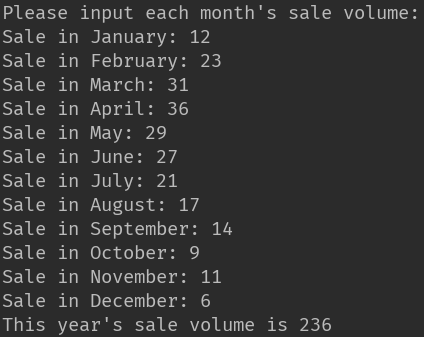 Please input each month's sale volume:
Sale in January: 12
Sale in February: 23
Sale in March: 31
Sale in April: 36
Sale in May: 29
Sale in June: 27
Sale in July: 21
Sale in August: 17
Sale in September: 14
Sale in October: 9
Sale in November: 11
Sale in December: 6
This year's sale volume is 236